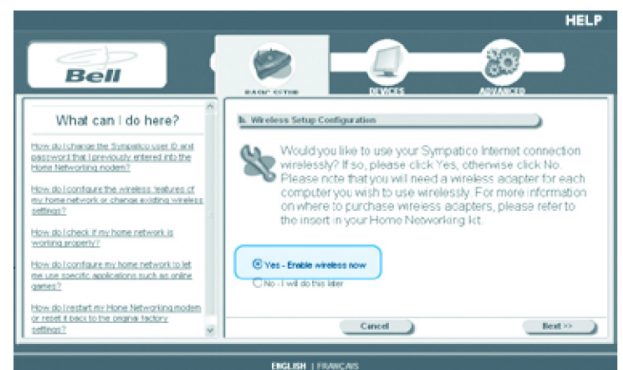 HELP
Bell
BASIC SETUP
DEVICES
ADVANCED
What can I do here?
How do I change the Sympatico user ID and
password that I previously entered into the
Home Networking modem?
How do I configure the wireless features of
my home network or change existing wireless
settings?
How do I check if my home network is
working properly?
How do I configure my home network to let
me use specific applications such as online
games?
How do I restart my Home Networking modem
or reset it back to the original factory
settings?
Wireless Setup Configuration
Would you like to use your Sympatico Internet connection
wirelessly? If so, please click Yes, otherwise click No.
Please note that you will need a wireless adapter for each
computer you wish to use wirelessly. For more information
on where to purchase wireless adapters, please refer to
the insert in your Home Networking kit.
Yes - Enable wireless now
No - I will do this later
Cancel
Next >>
ENGLISH | FRANÇAIS